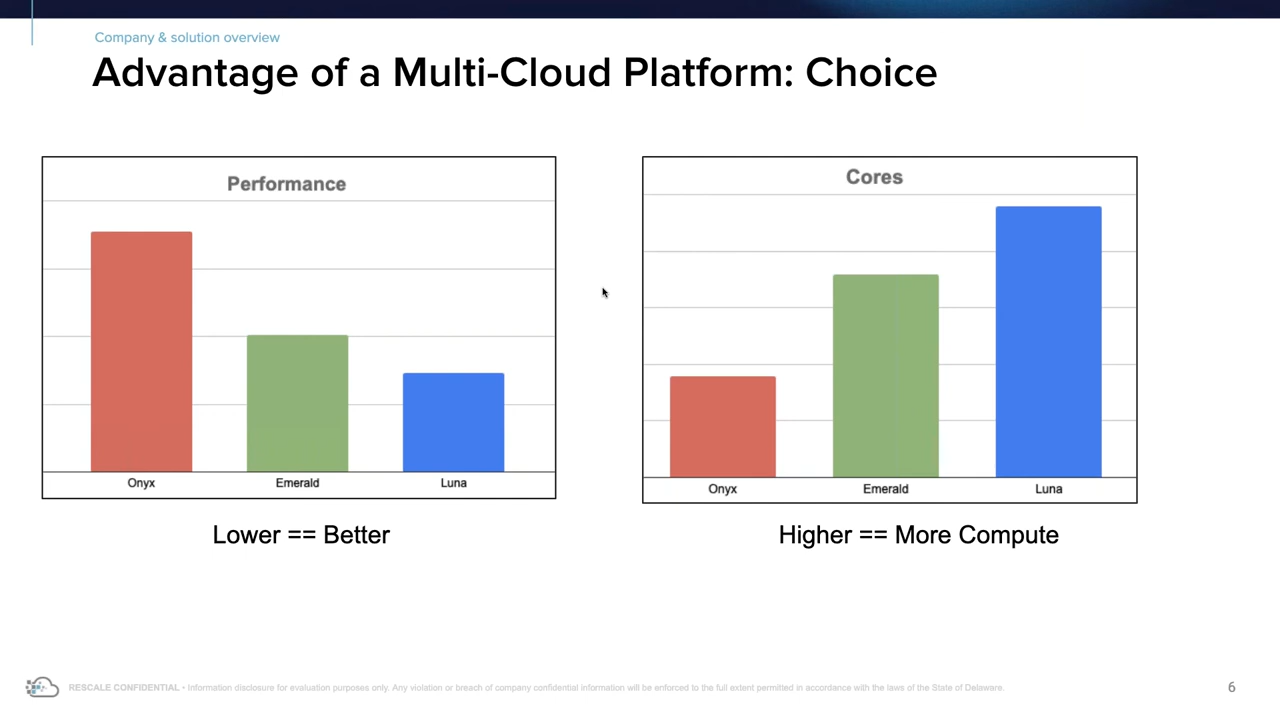 Company & solution overview
Advantage of a Multi-Cloud Platform: Choice
Performance
Onyx
Emerald
Luna
Lower == Better
Cores
Onyx
Emerald
Luna
Higher == More Compute
RESCALE CONFIDENTIAL • Information disclosure for evaluation purposes only. Any violation or breach of company confidential information will be enforced to the full extent permitted in accordance with the laws of the State of Delaware.
6